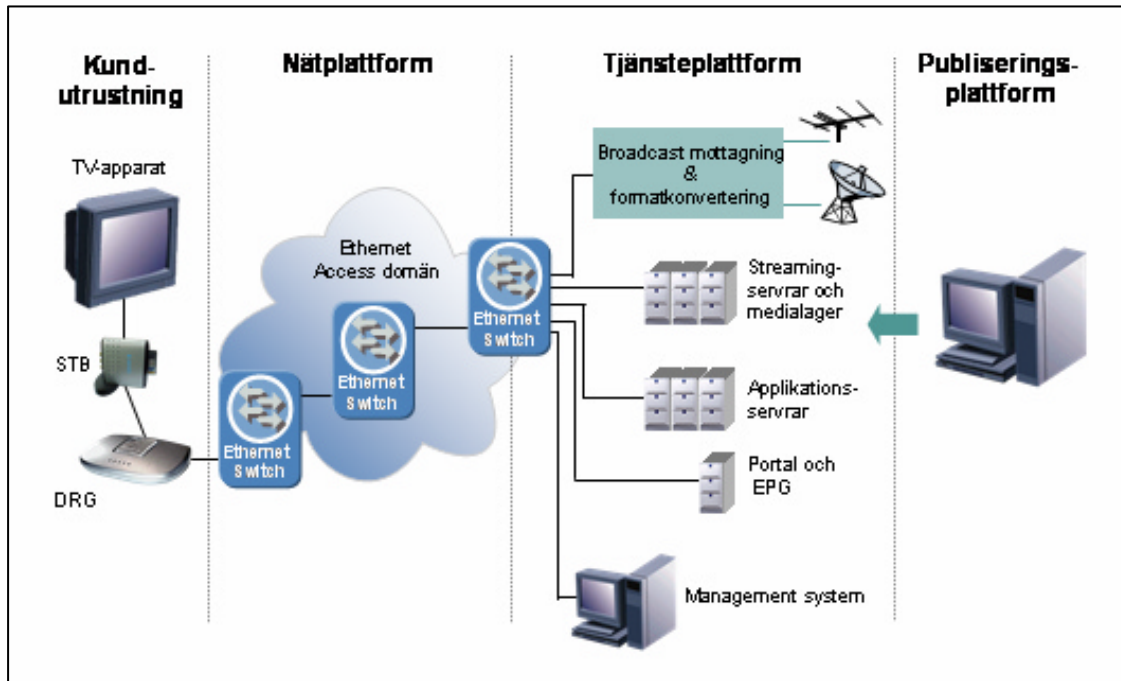 Kund-
utrustning
Nätplattform
Tjänsteplattform
Publiserings-
plattform
TV-apparat
STB
DRG
Ethernet
Access domän
Ethernet
Switch
Ethernet
Switch
Ethernet
Switch
Broadcast mottagning
&
formatkonvertering
Streaming-
servrar och
medialager
Applikations-
servrar
Portal och
EPG
Management system